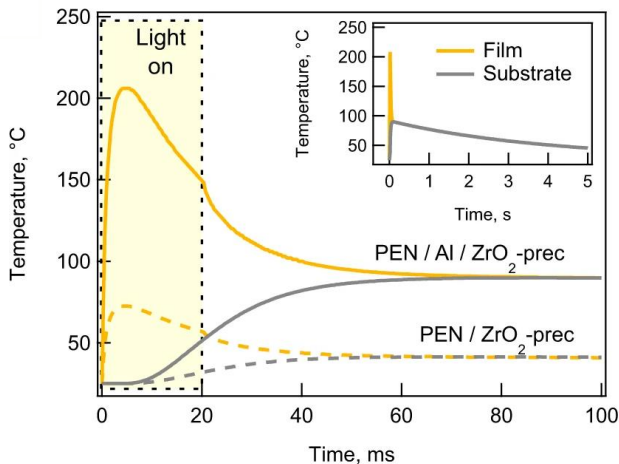 250
200
150
100
50
Temperature, °C
Light
on
250
200
150
100
50
Temperature, °C
Film
Substrate
0 1 2 3 4 5
Time, s
PEN / Al / ZrO₂-prec
PEN / ZrO₂-prec
0 20 40 60 80 100
Time, ms